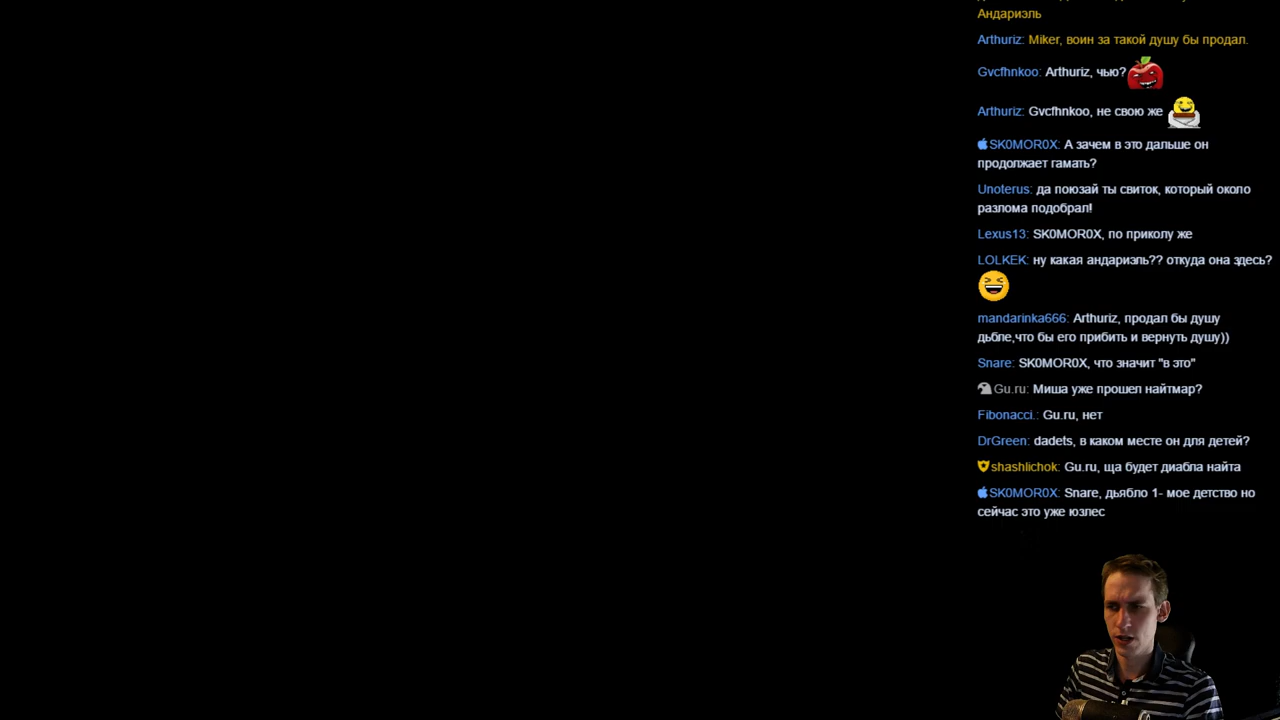 Андариэль
Arthuriz: Miker, воин за такой душу бы продал.
Gvcfhnkoo: Arthuriz, чью?
Arthuriz: Gvcfhnkoo, не свою же
SK0MOR0X: А зачем в это дальше он
продолжает гамать?
Unoterus: да поюзай ты свиток, который около
разлома подобрал!
Lexus13: SK0MOR0X, по приколу же
LOLKEK: ну какая андариэль?? откуда она здесь?
mandarinka666: Arthuriz, продал бы душу
дьбле,что бы его прибить и вернуть душу))
Snare: SK0MOR0X, что значит "в это"
Gu.ru: Миша уже прошел найтмар?
Fibonacci.: Gu.ru, нет
DrGreen: dadets, в каком месте он для детей?
shashlichok: Gu.ru, ща будет диабла найта
SK0MOR0X: Snare, дьябло 1- мое детство но
сейчас это уже юзлес